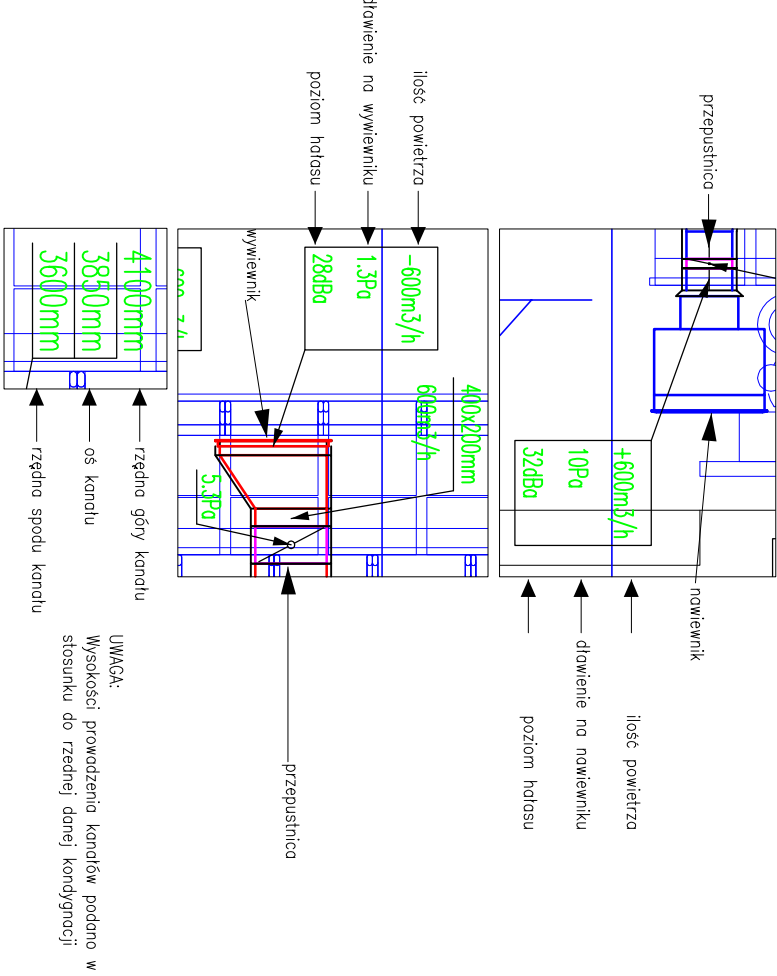 przepustnica
nawiewnik
+600m3/h
10Pa
32dBa
ilość powietrza
dławienie na nawiewniku
poziom hałasu
ilość powietrza
dławienie na wywiewniku
poziom hałasu
-600m3/h
1.3Pa
28dBa
400x200mm
600m3/h
5.3Pa
wywiewnik
przepustnica
4100mm
3850mm
3600mm
rzędna góry kanału
oś kanału
rzędna spodu kanału
UWAGA:
Wysokości prowadzenia kanałów podano w
stosunku do rzednej danej kondygnacji